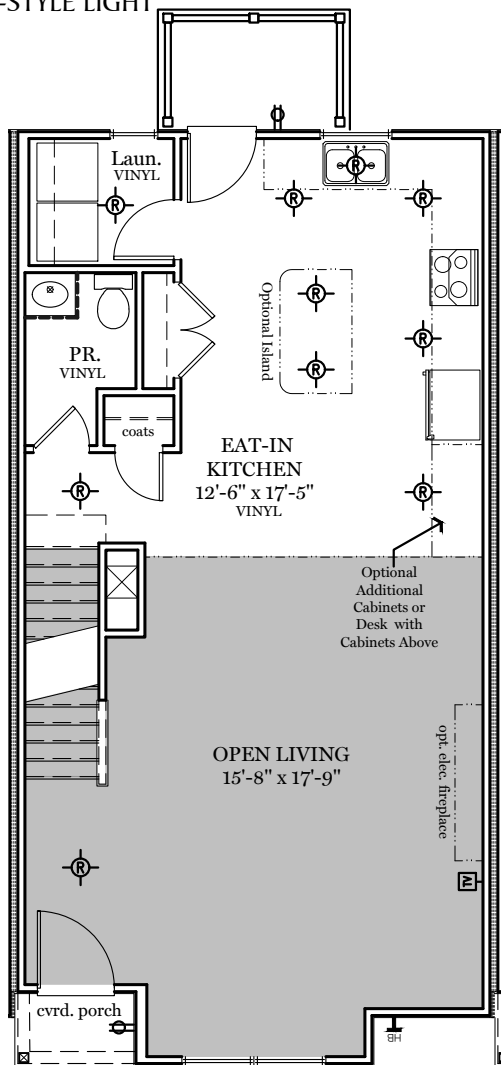 -STYLE LIGHT
Laun.
VINYL
R
R
R
R
Optional Island
R
R
R
PR.
VINYL
coats
EAT-IN
KITCHEN
12'-6" x 17'-5"
VINYL
R
R
Optional
Additional
Cabinets or
Desk with
Cabinets Above
OPEN LIVING
15'-8" x 17'-9"
opt. elec. fireplace
R
TV
cvrd. porch
HB